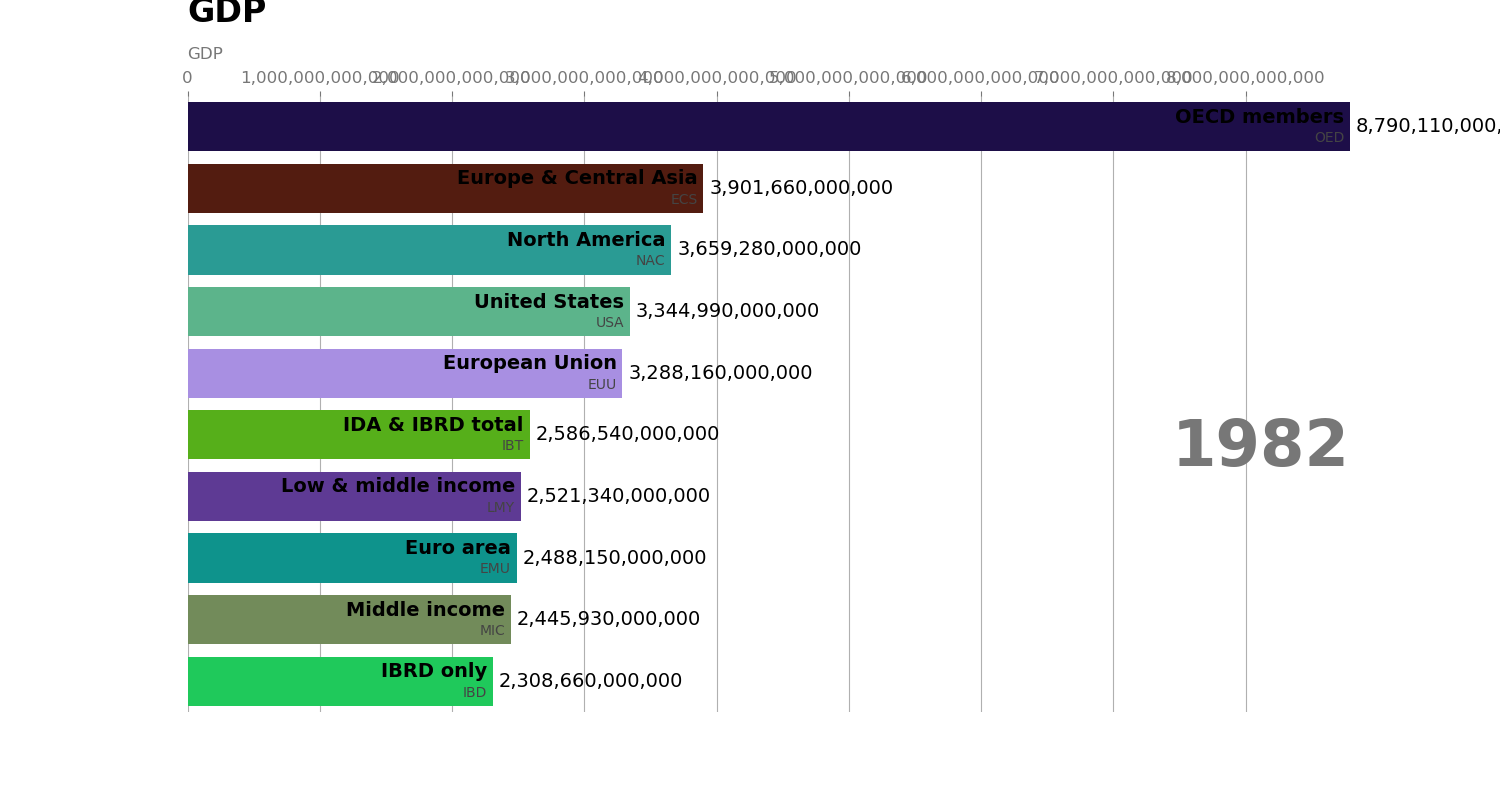 GDP
GDP
0 1,000,000,000,000 2,000,000,000,000 3,000,000,000,000 4,000,000,000,000 5,000,000,000,000 6,000,000,000,000 7,000,000,000,000 8,000,000,000,000
OECD members
OED
8,790,110,000,
Europe & Central Asia
ECS
3,901,660,000,000
North America
NAC
3,659,280,000,000
United States
USA
3,344,990,000,000
European Union
EUU
3,288,160,000,000
IDA & IBRD total
IBT
2,586,540,000,000
1982
Low & middle income
LMY
2,521,340,000,000
Euro area
EMU
2,488,150,000,000
Middle income
MIC
2,445,930,000,000
IBRD only
IBD
2,308,660,000,000